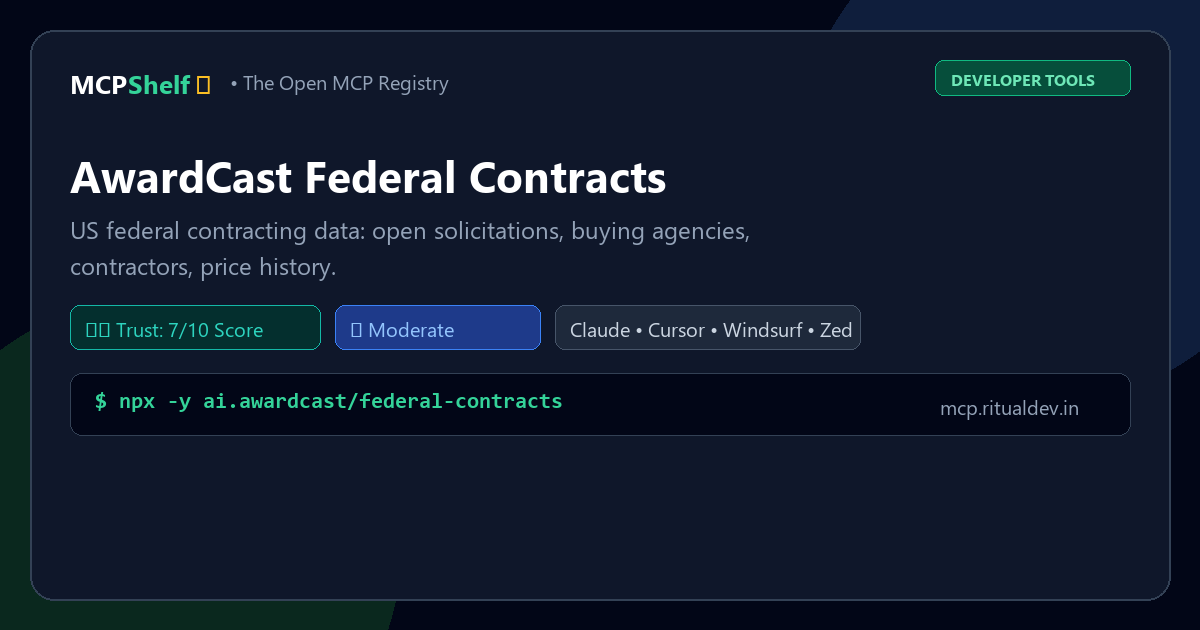 MCPShelf • The Open MCP Registry
DEVELOPER TOOLS
AwardCast Federal Contracts
US federal contracting data: open solicitations, buying agencies,
contractors, price history.
Trust: 7/10 Score
Moderate
Claude • Cursor • Windsurf • Zed
$ npx -y ai.awardcast/federal-contracts
mcp.ritualdev.in